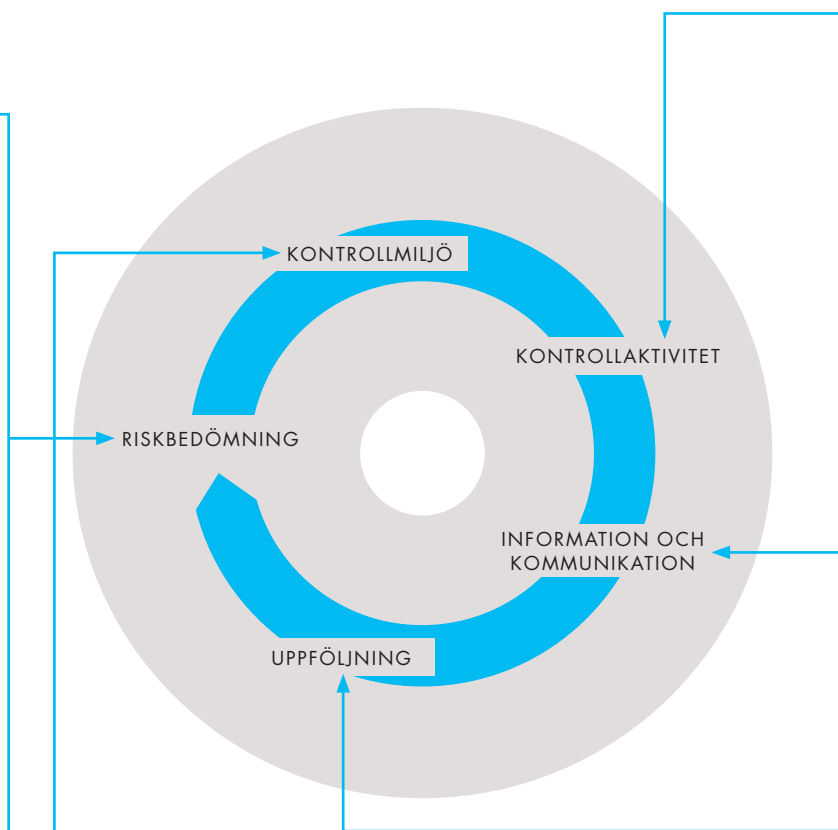 KONTROLLMILJÖ
KONTROLLAKTIVITET
RISKBEDÖMNING
INFORMATION OCH
KOMMUNIKATION
UPPFÖLJNING